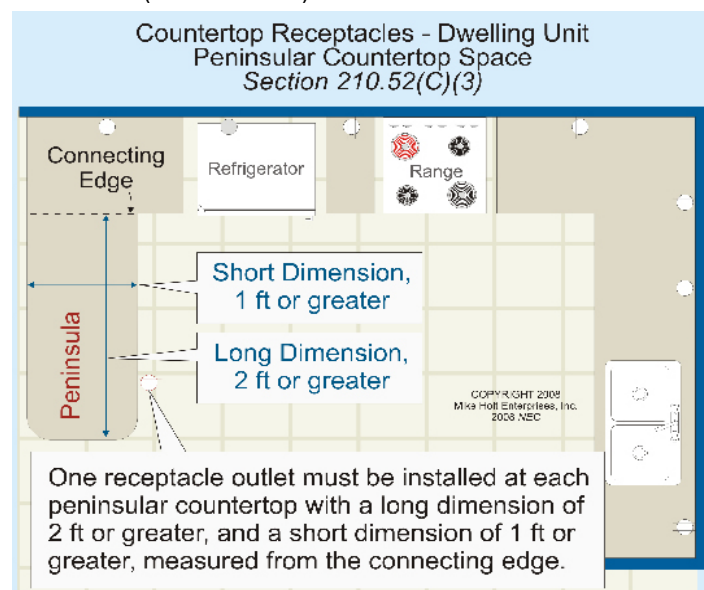 Countertop Receptacles - Dwelling Unit
Peninsular Countertop Space
Section 210.52(C)(3)
Connecting
Edge
Refrigerator
Range
Short Dimension,
1 ft or greater
Long Dimension,
2 ft or greater
Peninsula
COPYRIGHT 2008
Mike Holt Enterprises, Inc.
2008 NEC
One receptacle outlet must be installed at each
peninsular countertop with a long dimension of
2 ft or greater, and a short dimension of 1 ft or
greater, measured from the connecting edge.